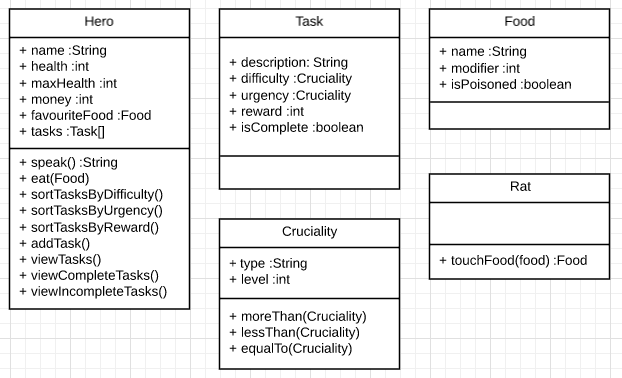 Hero
+ name :String
+ health :int
+ maxHealth :int
+ money :int
+ favouriteFood :Food
+ tasks :Task[]
+ speak() :String
+ eat(Food)
+ sortTasksByDifficulty()
+ sortTasksByUrgency()
+ sortTasksByReward()
+ addTask()
+ viewTasks()
+ viewCompleteTasks()
+ viewIncompleteTasks()
Task
+ description: String
+ difficulty :Cruciality
+ urgency :Cruciality
+ reward :int
+ isComplete :boolean
Cruciality
+ type :String
+ level :int
+ moreThan(Cruciality)
+ lessThan(Cruciality)
+ equalTo(Cruciality)
Food
+ name :String
+ modifier :int
+ isPoisoned :boolean
Rat
+ touchFood(food) :Food